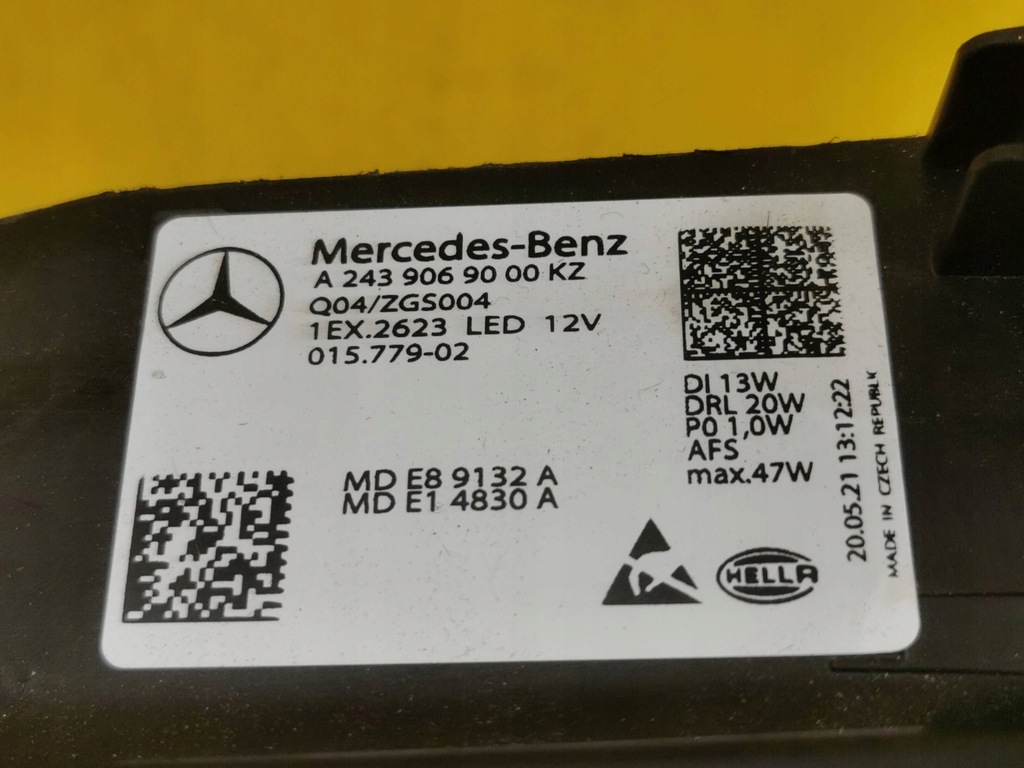 Mercedes-Benz
A 243 906 90 00 KZ
Q04/ZGS004
1EX.2623 LED 12V
015.779-02
MD E8 9132 A
MD E1 4830 A
DI 13W
DRL 20W
PO 1,0W
AFS
max.47W
20.05.21 13:12:22
MADE IN CZECH REPUBLIK
HELLA